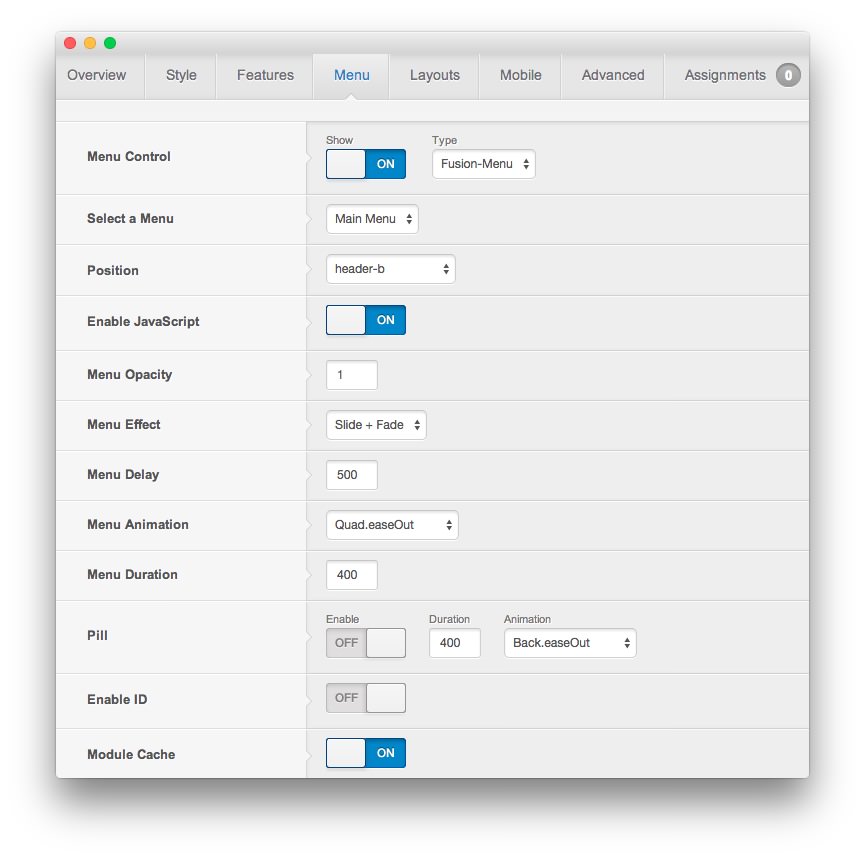 Overview Style Features Menu Layouts Mobile Advanced Assignments 0
Show Type
Menu Control ON Fusion-Menu
Select a Menu Main Menu
Position header-b
Enable JavaScript ON
Menu Opacity 1
Menu Effect Slide + Fade
Menu Delay 500
Menu Animation Quad.easeOut
Menu Duration 400
Enable Duration Animation
Pill OFF 400 Back.easeOut
Enable ID OFF
Module Cache ON